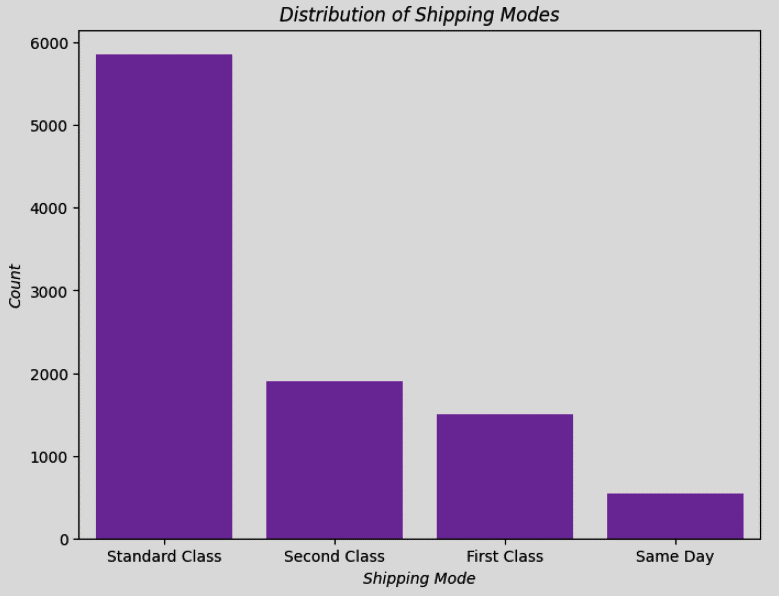 Distribution of Shipping Modes
6000
5000
4000
3000
2000
1000
0
Count
Standard Class
Second Class
First Class
Same Day
Shipping Mode